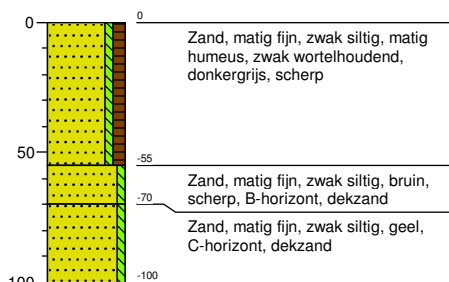 0
0
Zand, matig fijn, zwak siltig, matig
humeus, zwak wortelhoudend,
donkergrijs, scherp
50
-55
Zand, matig fijn, zwak siltig, bruin,
scherp, B-horizont, dekzand
-70
Zand, matig fijn, zwak siltig, geel,
C-horizont, dekzand
100
-100